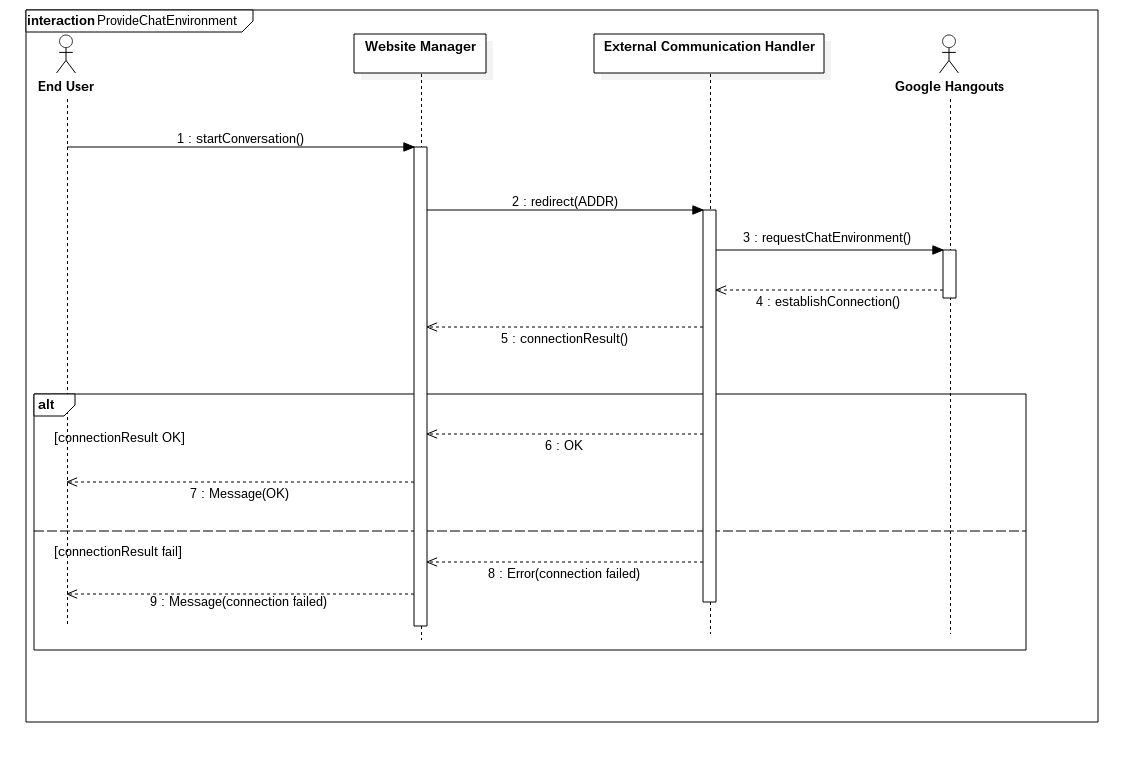 interaction ProvideChatEnvironment
End User
Website Manager
External Communication Handler
Google Hangouts
1 : startConversation()
2 : redirect(ADDR)
3 : requestChatEnvironment()
4 : establishConnection()
5 : connectionResult()
alt
[connectionResult OK]
6 : OK
7 : Message(OK)
[connectionResult fail]
8 : Error(connection failed)
9 : Message(connection failed)